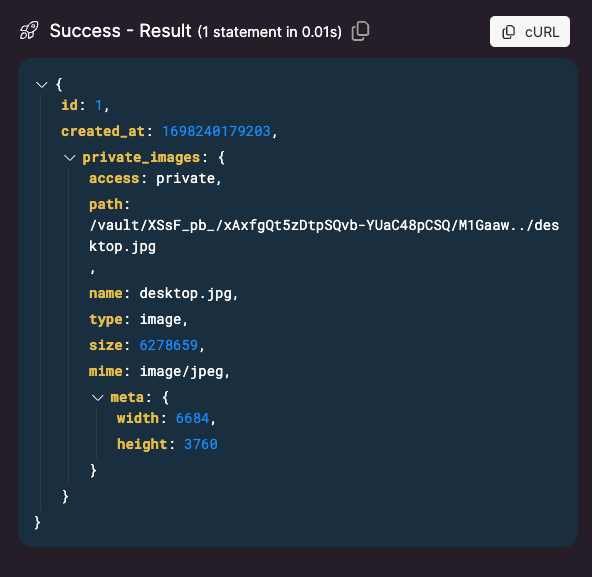 Success - Result (1 statement in 0.01s)
cURL
{
id: 1,
created_at: 1698240179203,
private_images: {
access: private,
path:
/vault/XSsF_pb_/xAxfgQt5zDtpSQvb-YUaC48pCSQ/M1Gaaw../des
ktop.jpg
,
name: desktop.jpg,
type: image,
size: 6278659,
mime: image/jpeg,
meta: {
width: 6684,
height: 3760
}
}
}